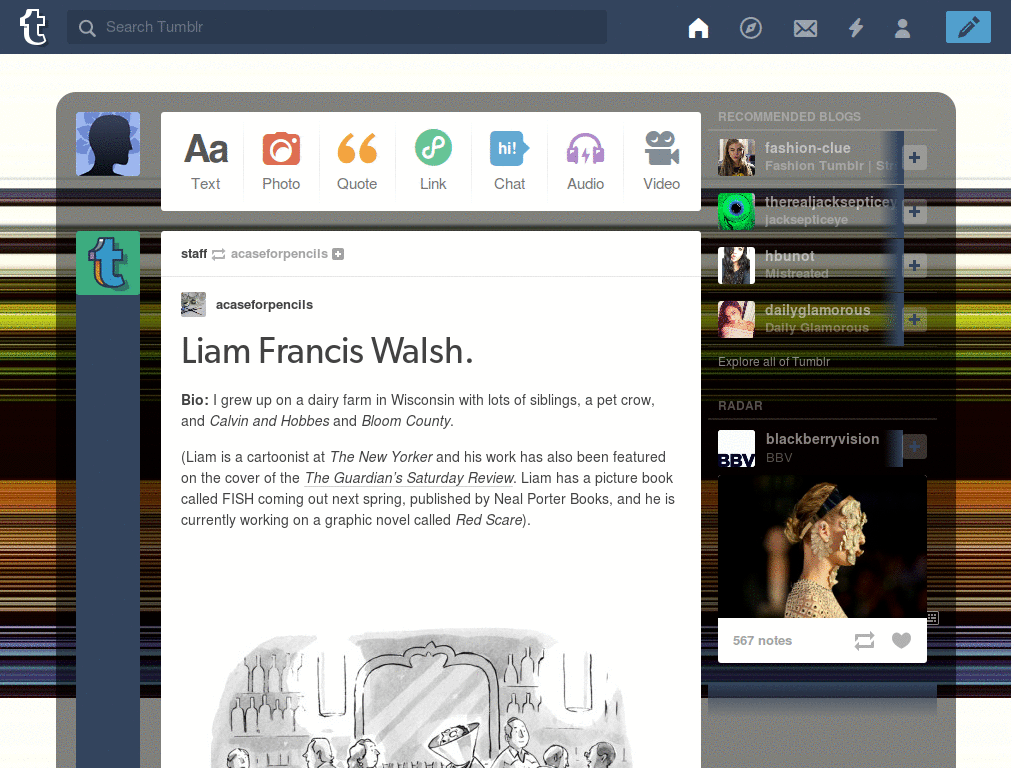 Search Tumblr
Aa
hi!
Text
Photo
Quote
Link
Chat
Audio
Video
staff acaseforpencils
acaseforpencils
Liam Francis Walsh.
Bio: I grew up on a dairy farm in Wisconsin with lots of siblings, a pet crow,
and Calvin and Hobbes and Bloom County.
(Liam is a cartoonist at The New Yorker and his work has also been featured
on the cover of the The Guardian’s Saturday Review. Liam has a picture book
called FISH coming out next spring, published by Neal Porter Books, and he is
currently working on a graphic novel called Red Scare).
RECOMMENDED BLOGS
fashion-clue
Fashion Tumblr | Str
therealjacksepticey
jacksepticeye
hbunot
Mistreated
dailyglamorous
Daily Glamorous
Explore all of Tumblr
RADAR
BBV
blackberryvision
BBV
567 notes